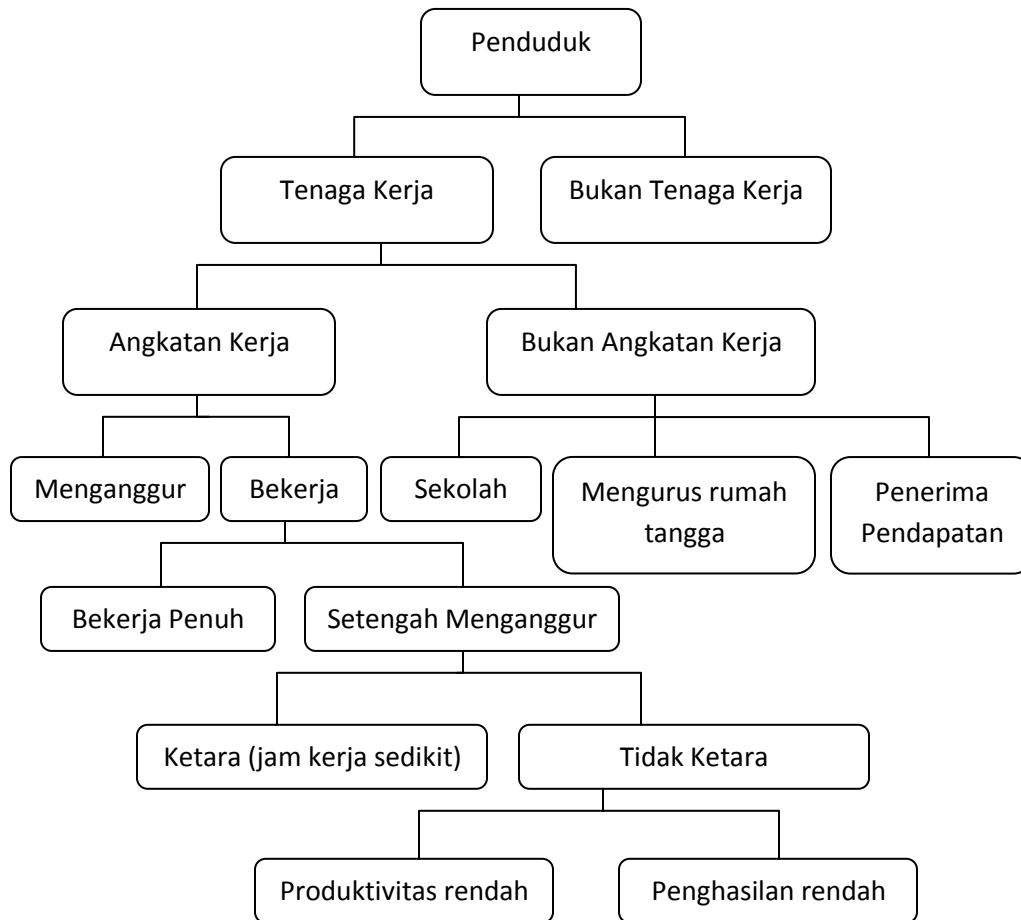 Penduduk
Tenaga Kerja
Bukan Tenaga Kerja
Angkatan Kerja
Bukan Angkatan Kerja
Menganggur
Bekerja
Sekolah
Mengurus rumah
tangga
Penerima
Pendapatan
Bekerja Penuh
Setengah Menganggur
Ketara (jam kerja sedikit)
Tidak Ketara
Produktivitas rendah
Penghasilan rendah